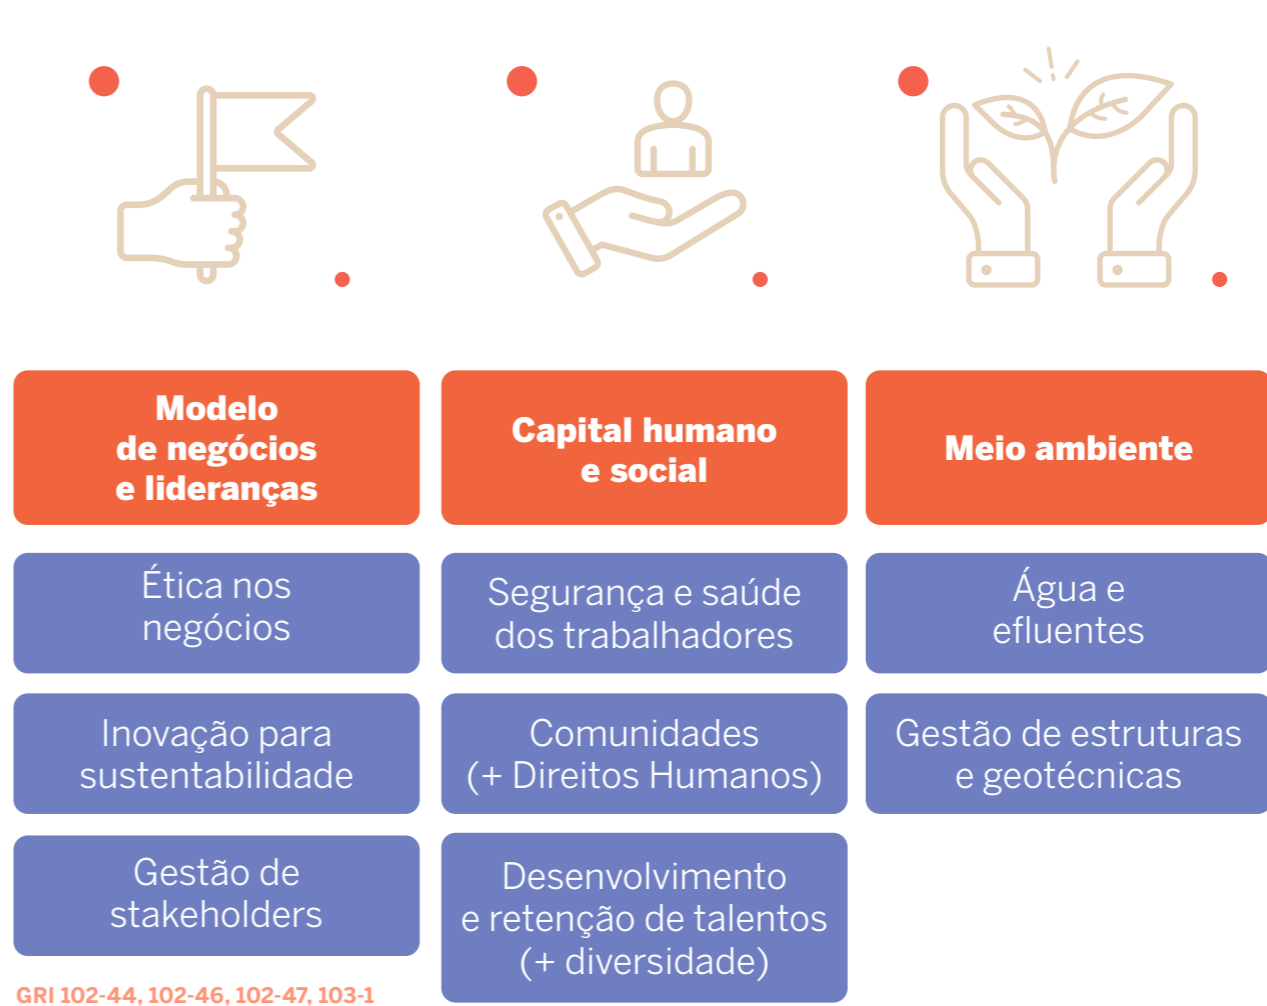 Modelo
de negócios
e lideranças
Ética nos
negócios
Inovação para
sustentabilidade
Gestão de
stakeholders
Capital humano
e social
Segurança e saúde
dos trabalhadores
Comunidades
(+ Direitos Humanos)
Desenvolvimento
e retenção de talentos
(+ diversidade)
Meio ambiente
Água e
efluentes
Gestão de estruturas
e geotécnicas
GRI 102-44, 102-46, 102-47, 103-1